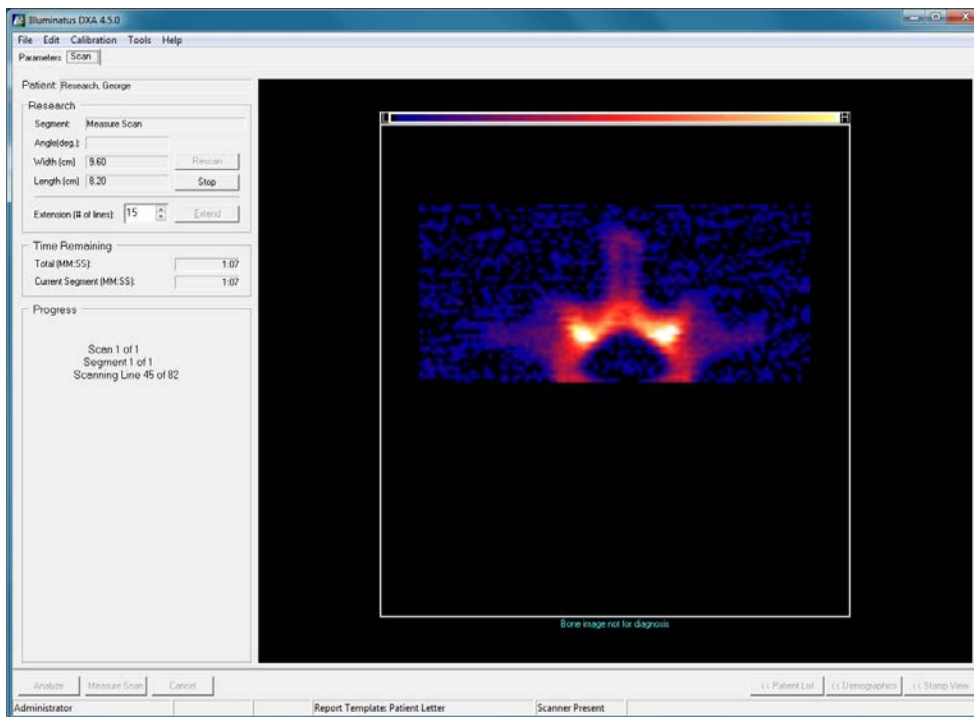 Illuminatus DXA 4.5.0
File Edit Calibration Tools Help
Parameters Scan
Patient: Research, George
Research
Segment: Measure Scan
Angle(deg.):
Width (cm) 9.60 Rescan
Length (cm) 8.20 Stop
Extension (# of lines): 15 Extend
Time Remaining
Total (MM:SS): 1:07
Current Segment (MM:SS): 1:07
Progress
Scan 1 of 1
Segment 1 of 1
Scanning Line 45 of 82
L H
Bone image not for diagnosis
Analyze Measure Scan Cancel << Patient List << Demographics << Stamp View
Administrator Report Template: Patient Letter Scanner Present